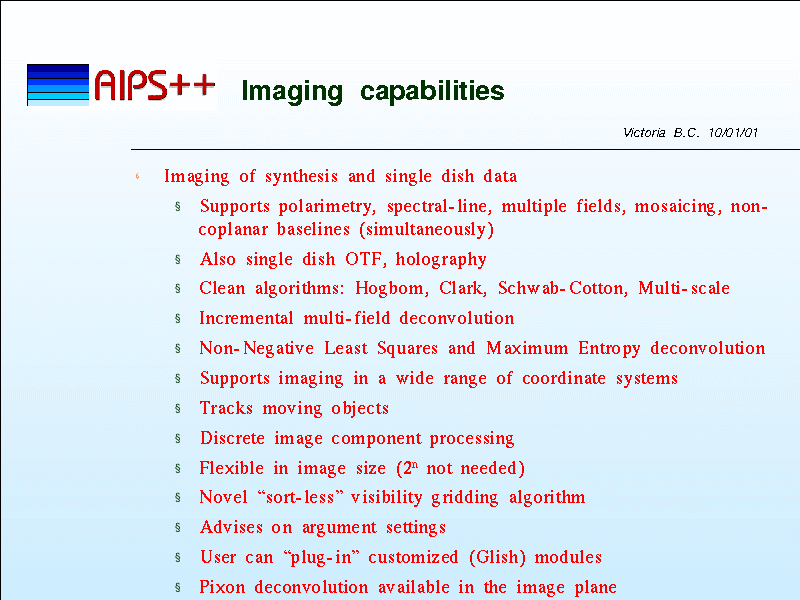 AIPS++
Imaging capabilities
Victoria B.C. 10/01/01
Imaging of synthesis and single dish data
§ Supports polarimetry, spectral-line, multiple fields, mosaicing, non-
coplanar baselines (simultaneously)
§ Also single dish OTF, holography
§ Clean algorithms: Hogbom, Clark, Schwab-Cotton, Multi-scale
§ Incremental multi-field deconvolution
§ Non-Negative Least Squares and Maximum Entropy deconvolution
§ Supports imaging in a wide range of coordinate systems
§ Tracks moving objects
§ Discrete image component processing
§ Flexible in image size (2ⁿ not needed)
§ Novel “sort-less” visibility gridding algorithm
§ Advises on argument settings
§ User can “plug-in” customized (Glish) modules
§ Pixon deconvolution available in the image plane